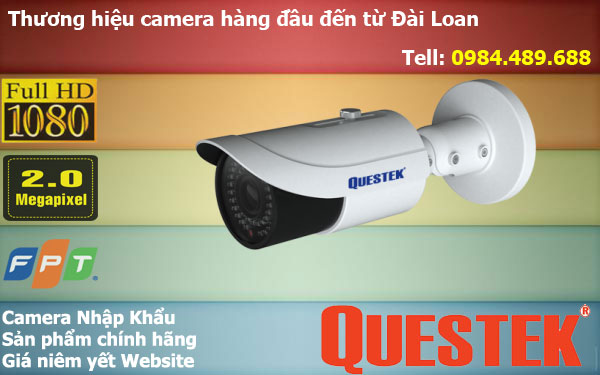 Thương hiệu camera hàng đầu đến từ Đài Loan
Tell: 0984.489.688
Full HD
1080
2.0
Megapixel
QUESTEK
FPT
Camera Nhập Khẩu
Sản phẩm chính hãng
Giá niêm yết Website
QUESTEK®